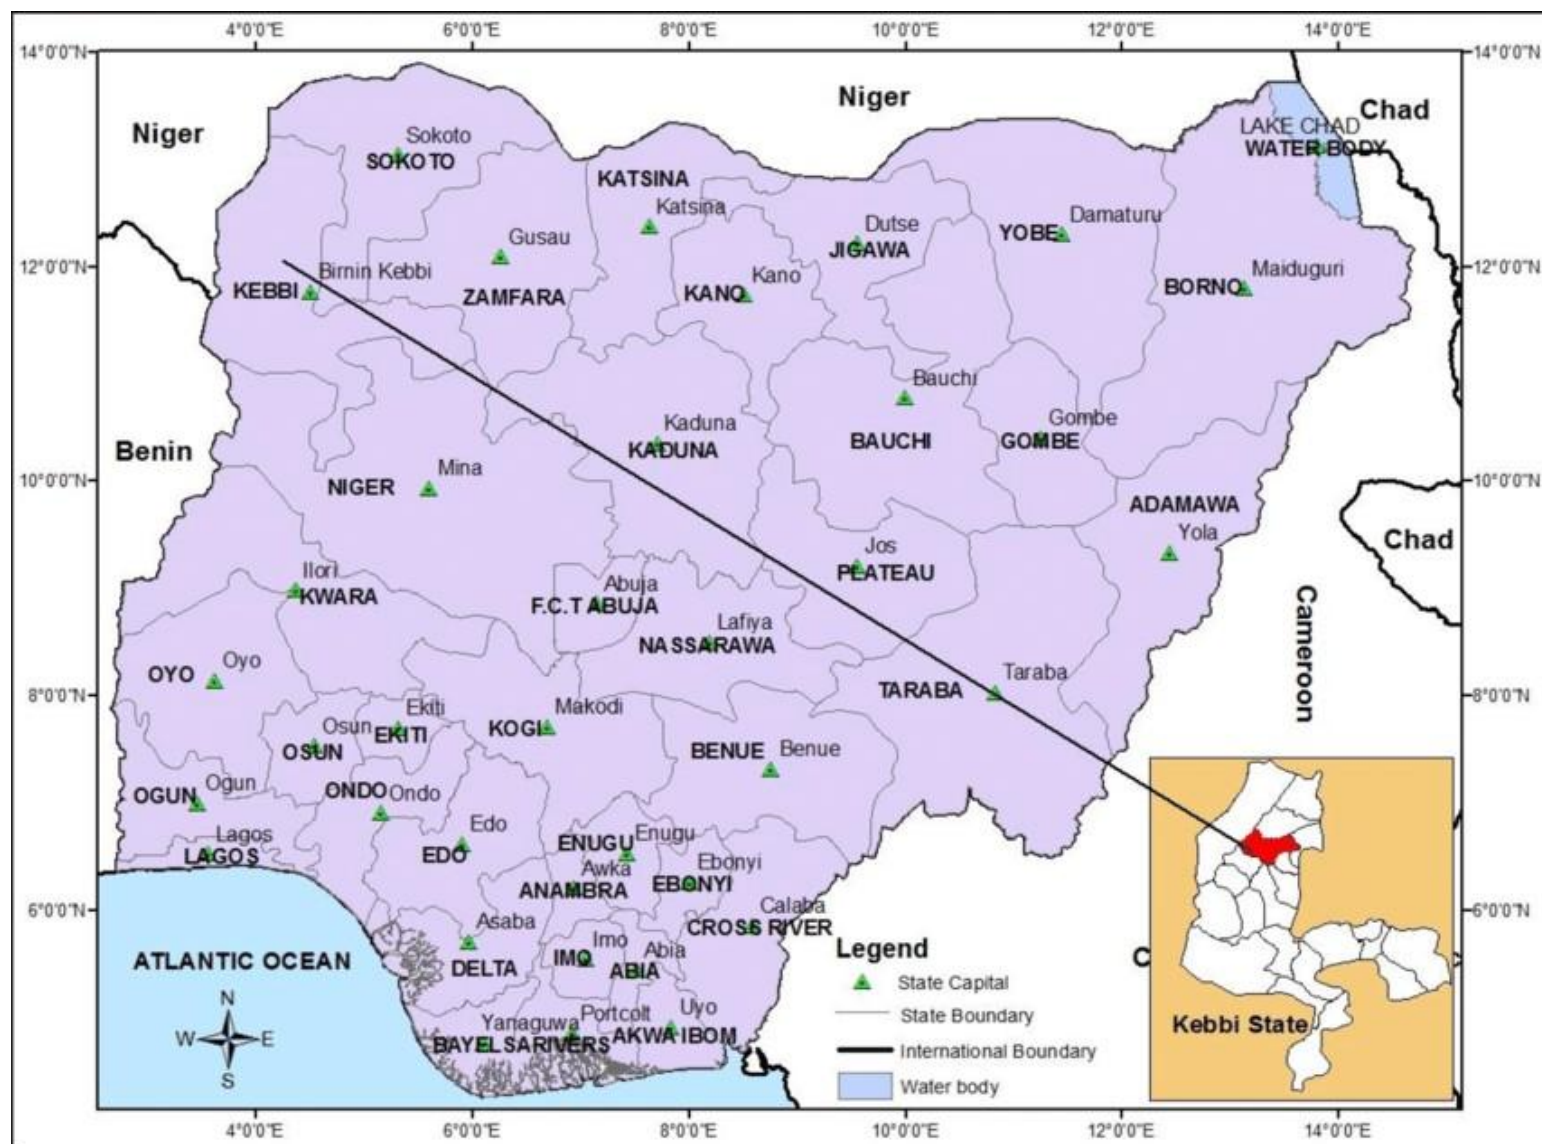 4°0'0"E 6°0'0"E 8°0'0"E 10°0'0"E 12°0'0"E 14°0'0"E
14°0'0"N 14°0'0"N
Niger
Chad
Niger
LAKE CHAD
WATER BODY
Sokoto
SOKOTO
KATSINA
Katsina
Gusau
ZAMFARA
Dutse
JIGAWA
Damaturu
YOBE
12°0'0"N 12°0'0"N
Birnin Kebbi
KEBBI
Kano
KANO
Maiduguri
BORNO
Bauchi
BAUCHI
Gombe
GOMBE
Kaduna
KADUNA
Benin
Mina
NIGER
10°0'0"N 10°0'0"N
ADAMAWA
Yola
Chad
Jos
PLATEAU
Ilori
KWARA
Abuja
F.C.T ABUJA
Cameroon
Lafiya
NASSARAWA
Oyo
OYO
Taraba
TARABA
8°0'0"N 8°0'0"N
Ekiti
EKITI
Osun
OSUN
Makodi
KOGI
Benue
BENUE
Ogun
OGUN
Ondo
ONDO
Lagos
LAGOS
Edo
EDO
Enugu
ENUGU
Awka
ANAMBRA
Ebonyi
EBONYI
6°0'0"N 6°0'0"N
Calaba
CROSS RIVER
Asaba
DELTA
Imo
IMO
Abia
ABIA
ATLANTIC OCEAN
Uyo
AKWA IBOM
Portcolt
RIVERS
Yanaguwa
BAYELSA
N
W E
S
Legend
State Capital
State Boundary
International Boundary
Water body
C
Kebbi State
4°0'0"E 6°0'0"E 8°0'0"E 10°0'0"E 12°0'0"E 14°0'0"E